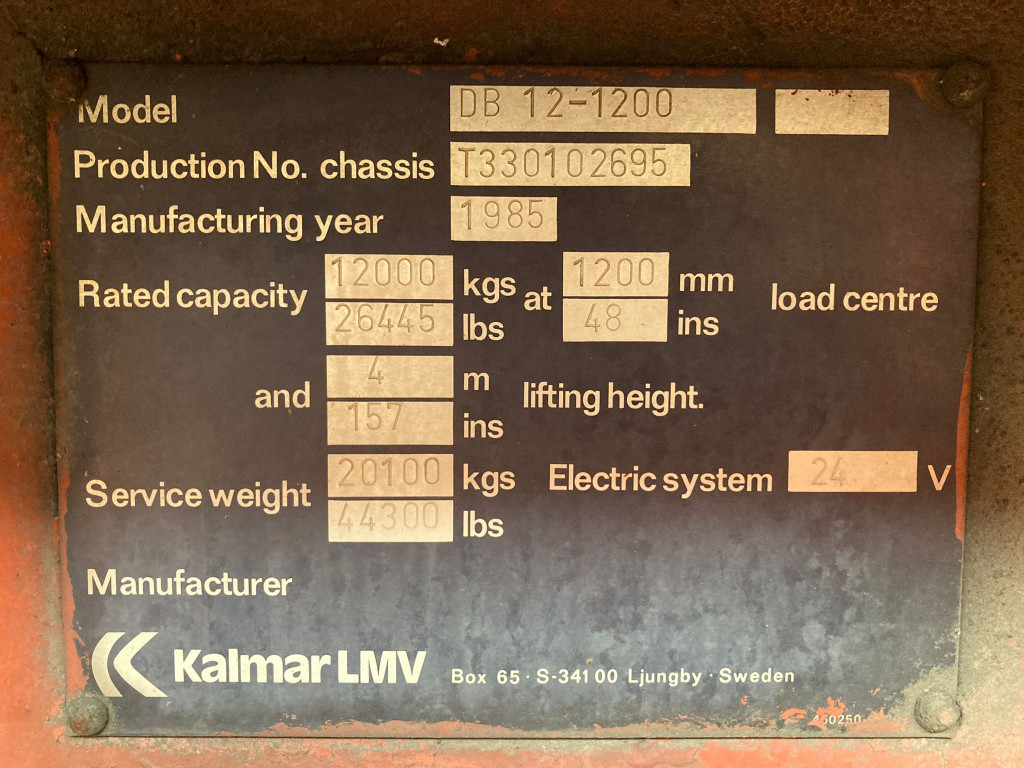 Model DB 12-1200
Production No. chassis T330102695
Manufacturing year 1985
Rated capacity 12000 kgs at 1200 mm load centre
26445 lbs 48 ins
and 4 m lifting height.
157 ins
Service weight 20100 kgs Electric system 24 V
44300 lbs
Manufacturer
Kalmar LMV Box 65 · S-341 00 Ljungby · Sweden